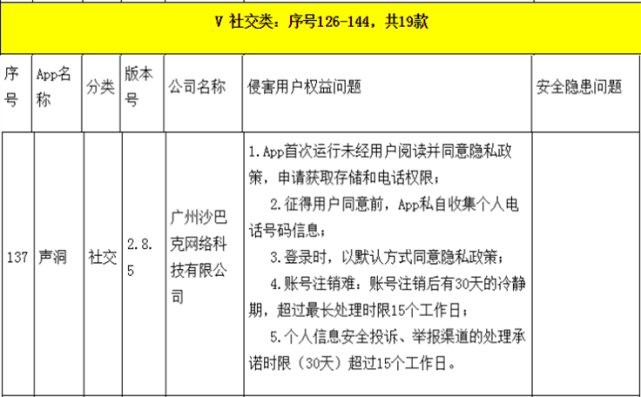 V 社交类：序号126-144，共19款
序号 App名称 分类 版本号 公司名称 侵害用户权益问题 安全隐患问题
137 声洞 社交 2.8.5 广州沙巴克网络科技有限公司
1.App首次运行未经用户阅读并同意隐私政
策，申请获取存储和电话权限；
2.征得用户同意前，App私自收集个人电
话号码信息；
3.登录时，以默认方式同意隐私政策；
4.账号注销难：账号注销后有30天的冷静
期，超过最长处理时限15个工作日；
5.个人信息安全投诉、举报渠道的处理承
诺时限（30天）超过15个工作日。